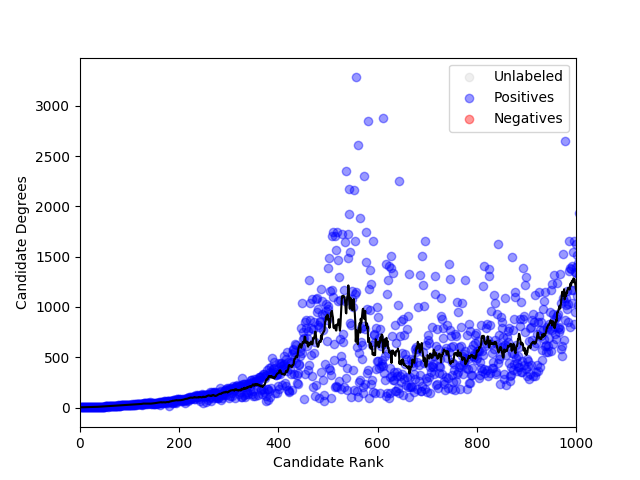 Unlabeled
Positives
Negatives
3000
2500
2000
1500
1000
500
0
Candidate Degrees
0 200 400 600 800 1000
Candidate Rank